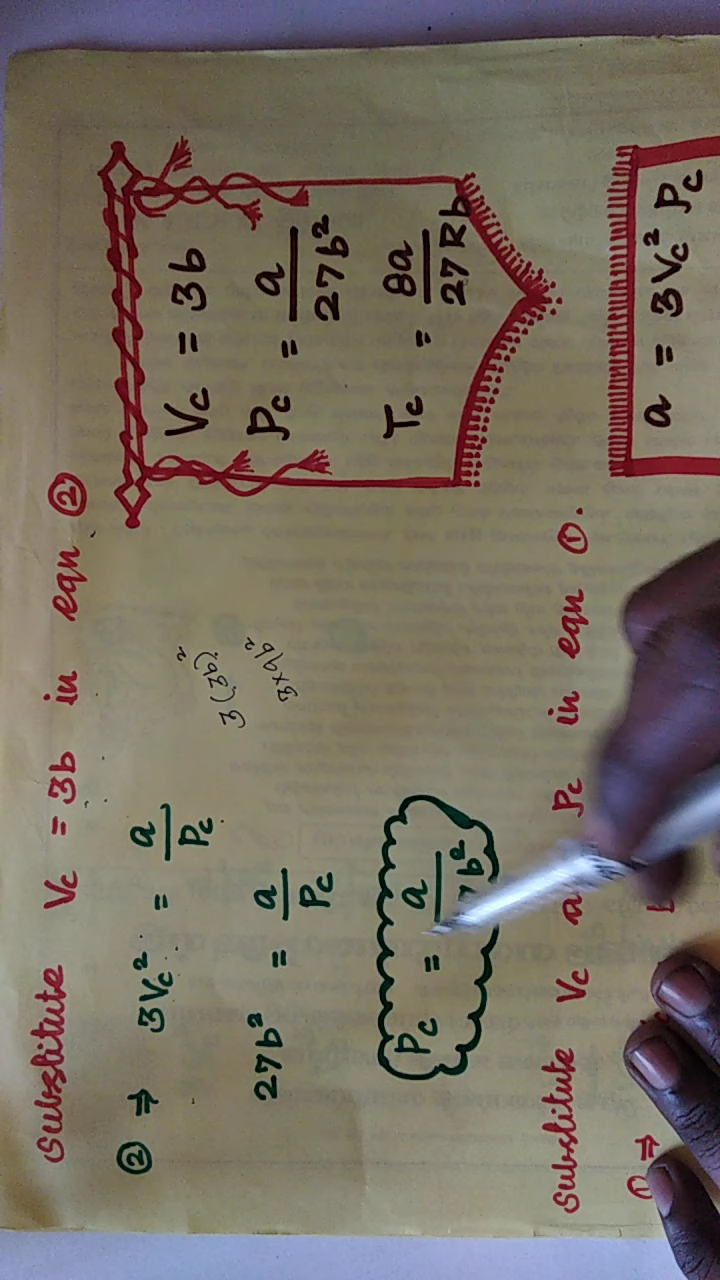 Substitute Vc = 3b in eqn ②
② ⇒ 3Vc² = a/Pc
3(3b)²
3×9b²
27b² = a/Pc
Pc = a/ b²
Substitute Vc Pc in eqn ①.
① ⇒
Vc = 3b
Pc = a/27b²
Tc = 8a/27Rb
a = 3Vc² Pc